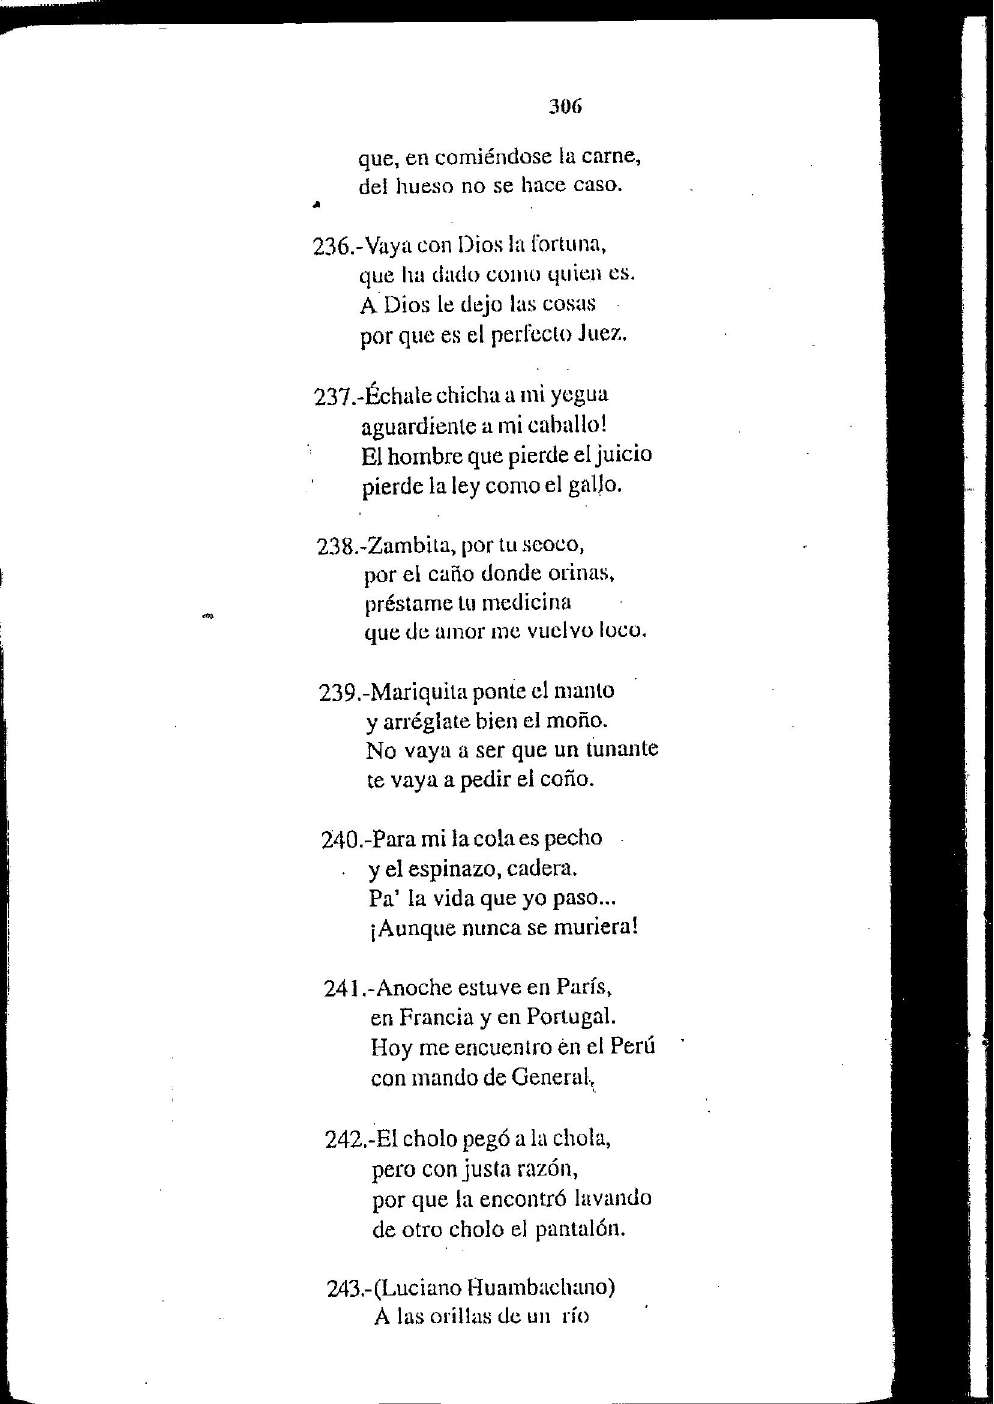 306
que, en comiéndose la carne,
del hueso no se hace caso.
236.-Vaya con Dios la fortuna,
que ha dado como quien es.
A Dios le dejo las cosas
por que es el perfecto Juez.
237.-Échale chicha a mi yegua
aguardiente a mi caballo!
El hombre que pierde el juicio
pierde la ley como el gallo.
238.-Zambita, por tu seoco,
por el caño donde orinas,
préstame tu medicina
que de amor me vuelvo loco.
239.-Mariquita ponte el manto
y arréglate bien el moño.
No vaya a ser que un tunante
te vaya a pedir el coño.
240.-Para mi la cola es pecho
y el espinazo, cadera.
Pa' la vida que yo paso...
¡Aunque nunca se muriera!
241.-Anoche estuve en París,
en Francia y en Portugal.
Hoy me encuentro en el Perú
con mando de General.
242.-El cholo pegó a la chola,
pero con justa razón,
por que la encontró lavando
de otro cholo el pantalón.
243.-(Luciano Huambachano)
A las orillas de un río